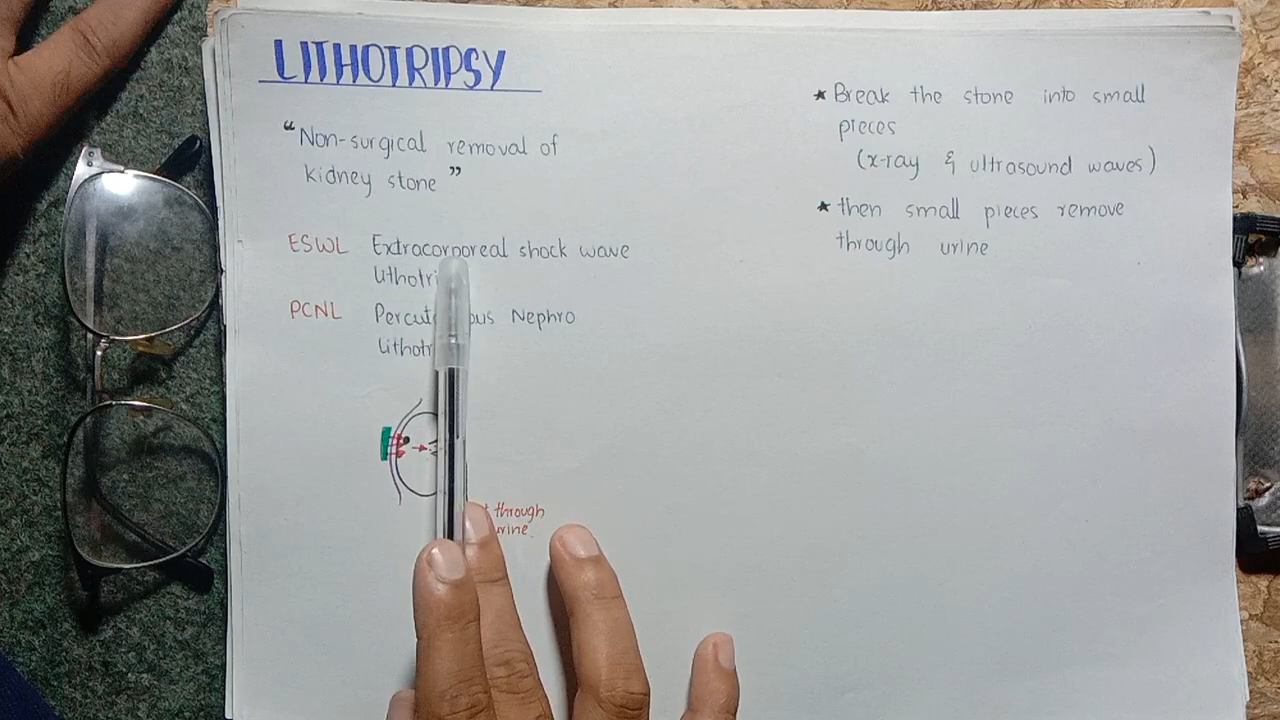 LITHOTRIPSY
“Non-surgical removal of
kidney stone”
ESWL Extracorporeal shock wave
PCNL Nephro
through
urine
★ Break the stone into small
pieces
(x-ray & ultrasound waves)
★ then small pieces remove
through urine